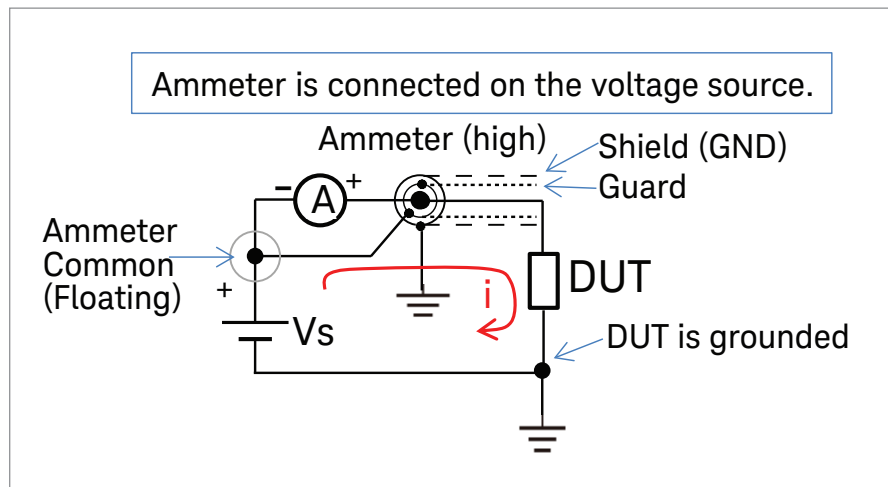 Ammeter is connected on the voltage source.
Ammeter (high)
Shield (GND)
Guard
- A +
Ammeter
Common
(Floating)
+
Vs
i
DUT
DUT is grounded